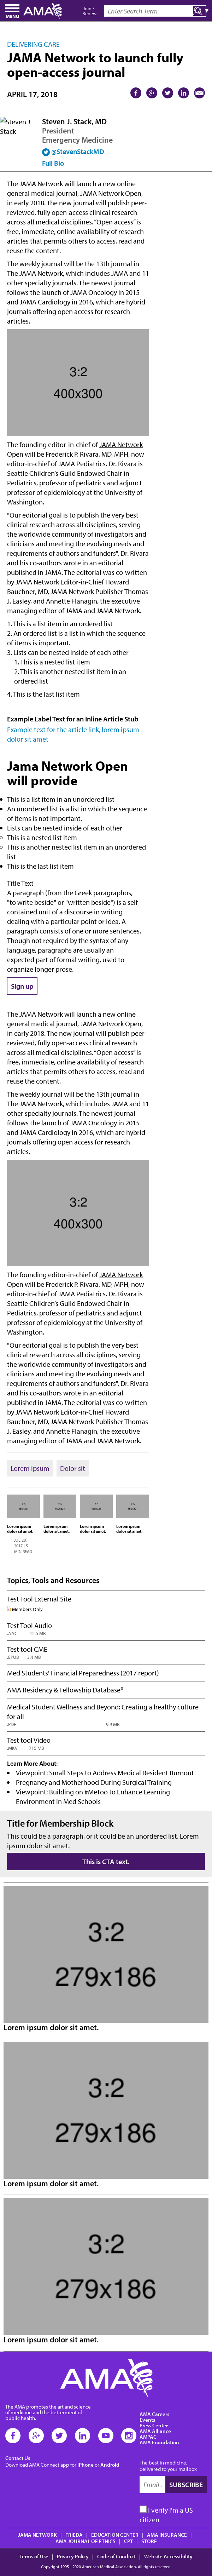 MENU
AMA
Join /
Renew
Enter Search Term
DELIVERING CARE
JAMA Network to launch fully
open-access journal
APRIL 17, 2018
Steven J.
Stack
Steven J. Stack, MD
President
Emergency Medicine
@StevenStackMD
Full Bio
The JAMA Network will launch a new online
general medical journal, JAMA Network Open,
in early 2018. The new medium will publish peer-
reviewed, fully-open access clinical research
across all medical disciplines. "Open access" is
free, immediate, online availability of research
articles that permits others to access, read and
reuse the content.
The weekly journal will be the 13th journal in
The JAMA Network, which includes JAMA and 11
other specialty journals. The newest journal
follows the launch of JAMA Oncology in 2015
and JAMA Cardiology in 2016, which are hybrid
journals offering open access for research
articles.
3:2
400x300
The founding editor-in-chief of JAMA Network
Open will be Frederick P. Rivara, MD, MPH, now
editor-in-chief of JAMA Pediatrics. Dr. Rivara is
Seattle Children's Guild Endowed Chair in
Pediatrics, professor of pediatrics and adjunct
professor of epidemiology at the University of
Washington.
"Our editorial goal is to publish the very best
clinical research across all disciplines, serving
the worldwide community of investigators and
clinicians and meeting the evolving needs and
requirements of authors and funders", Dr. Rivara
and his co-authors wrote in an editorial
published in JAMA. The editorial was co-written
by JAMA Network Editor-in-Chief Howard
Bauchner, MD, JAMA Network Publisher Thomas
J. Easley, and Annette Flanagin, the executive
managing editor of JAMA and JAMA Network.
1. This is a list item in an ordered list
2. An ordered list is a list in which the sequence
of items is important.
3. Lists can be nested inside of each other
1. This is a nested list item
2. This is another nested list item in an
ordered list
4. This is the last list item
Example Label Text for an Inline Article Stub
Example text for the article link, lorem ipsum
dolor sit amet
Jama Network Open
will provide
This is a list item in an unordered list
An unordered list is a list in which the sequence
of items is not important.
Lists can be nested inside of each other
This is a nested list item
This is another nested list item in an unordered
list
This is the last list item
Title Text
A paragraph (from the Greek paragraphos,
"to write beside" or "written beside") is a self-
contained unit of a discourse in writing
dealing with a particular point or idea. A
paragraph consists of one or more sentences.
Though not required by the syntax of any
language, paragraphs are usually an
expected part of formal writing, used to
organize longer prose.
Sign up
The JAMA Network will launch a new online
general medical journal, JAMA Network Open,
in early 2018. The new medium will publish peer-
reviewed, fully-open access clinical research
across all medical disciplines. "Open access" is
free, immediate, online availability of research
articles that permits others to access, read and
reuse the content.
The weekly journal will be the 13th journal in
The JAMA Network, which includes JAMA and 11
other specialty journals. The newest journal
follows the launch of JAMA Oncology in 2015
and JAMA Cardiology in 2016, which are hybrid
journals offering open access for research
articles.
3:2
400x300
The founding editor-in-chief of JAMA Network
Open will be Frederick P. Rivara, MD, MPH, now
editor-in-chief of JAMA Pediatrics. Dr. Rivara is
Seattle Children's Guild Endowed Chair in
Pediatrics, professor of pediatrics and adjunct
professor of epidemiology at the University of
Washington.
"Our editorial goal is to publish the very best
clinical research across all disciplines, serving
the worldwide community of investigators and
clinicians and meeting the evolving needs and
requirements of authors and funders", Dr. Rivara
and his co-authors wrote in an editorial
published in JAMA. The editorial was co-written
by JAMA Network Editor-in-Chief Howard
Bauchner, MD, JAMA Network Publisher Thomas
J. Easley, and Annette Flanagin, the executive
managing editor of JAMA and JAMA Network.
Lorem ipsum Dolor sit
Lorem ipsum
dolor sit amet.
JUL 28,
2017 | 5
MIN READ
Lorem ipsum
dolor sit amet.
Lorem ipsum
dolor sit amet.
Lorem ipsum
dolor sit amet.
Topics, Tools and Resources
Test Tool External Site
Members Only
Test Tool Audio
.AAC 12.5 MB
Test tool CME
.EPUB 3.4 MB
Med Students' Financial Preparedness (2017 report)
AMA Residency & Fellowship Database®
Medical Student Wellness and Beyond: Creating a healthy culture
for all
.PDF 9.9 MB
Test tool Video
.MKV 715 MB
Learn More About:
Viewpoint: Small Steps to Address Medical Resident Burnout
Pregnancy and Motherhood During Surgical Training
Viewpoint: Building on #MeToo to Enhance Learning
Environment in Med Schools
Title for Membership Block
This could be a paragraph, or it could be an unordered list. Lorem
ipsum dolor sit amet.
This is CTA text.
3:2
279x186
Lorem ipsum dolor sit amet.
3:2
279x186
Lorem ipsum dolor sit amet.
3:2
279x186
Lorem ipsum dolor sit amet.
AMA
The AMA promotes the art and science
of medicine and the betterment of
public health.
Contact Us
Download AMA Connect app for iPhone or Android
AMA Careers
Events
Press Center
AMA Alliance
AMPAC
AMA Foundation
The best in medicine,
delivered to your mailbox
Email SUBSCRIBE
I verify I'm a US
citizen
JAMA NETWORK | FRIEDA | EDUCATION CENTER | AMA INSURANCE |
AMA JOURNAL OF ETHICS | CPT | STORE
Terms of Use | Privacy Policy | Code of Conduct | Website Accessibility
Copyright 1995 - 2020 American Medical Association. All rights reserved.